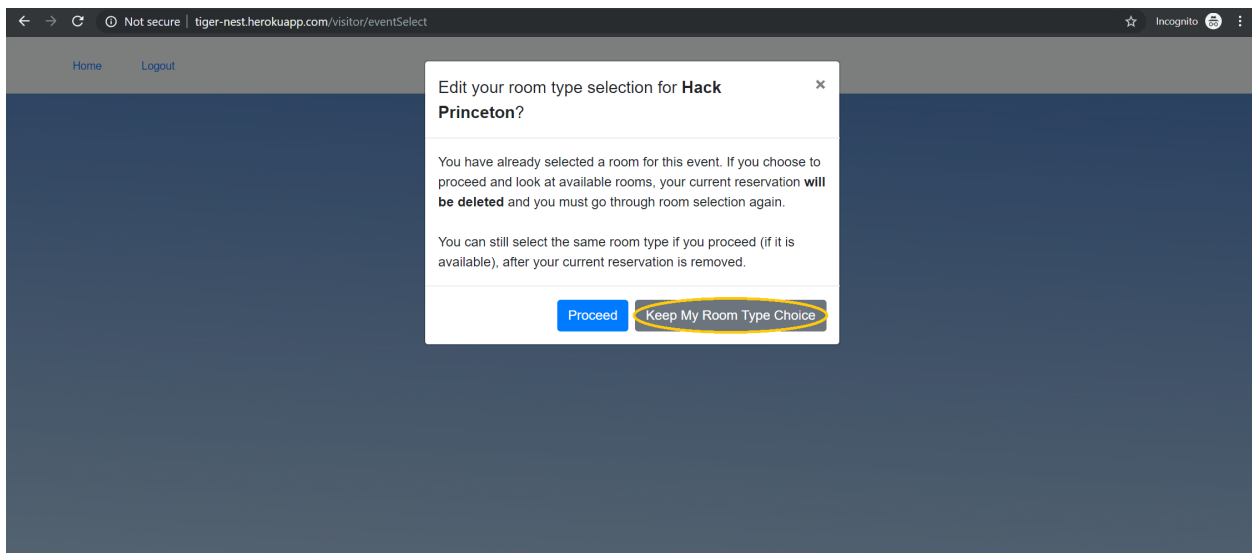 Not secure | tiger-nest.herokuapp.com/visitor/eventSelect
Incognito
Home Logout
Edit your room type selection for Hack
Princeton?
×
You have already selected a room for this event. If you choose to
proceed and look at available rooms, your current reservation will
be deleted and you must go through room selection again.
You can still select the same room type if you proceed (if it is
available), after your current reservation is removed.
Proceed Keep My Room Type Choice